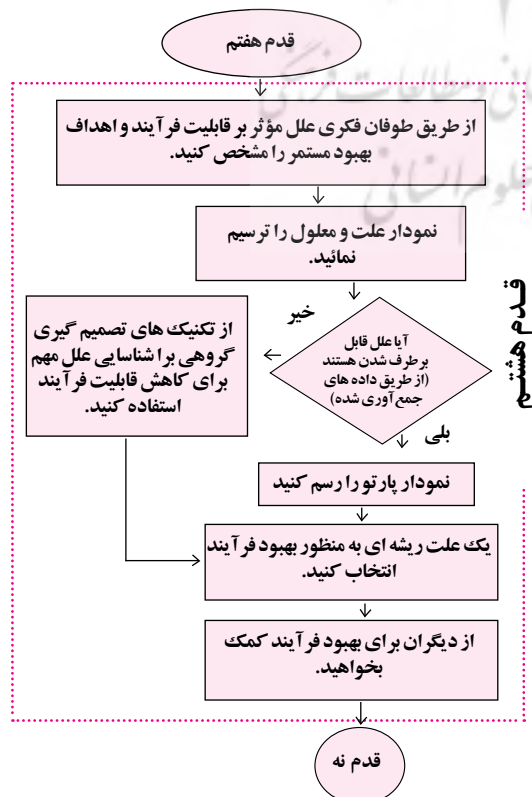 قدم هفتم
از طریق طوفان فکری علل مؤثر بر قابلیت فرآیند و اهداف
بهبود مستمر را مشخص کنید.
نمودار علت و معلول را ترسیم
نمائید.
قدم هشتم
خیر
آیا علل قابل
برطرف شدن هستند
(از طریق داده های
جمع آوری شده)
از تکنیک های تصمیم گیری
گروهی برا شناسایی علل مهم
برای کاهش قابلیت فرآیند
استفاده کنید.
بلی
نمودار پارتو را رسم کنید
یک علت ریشه ای به منظور بهبود فرآیند
انتخاب کنید.
از دیگران برای بهبود فرآیند کمک
بخواهید.
قدم نه